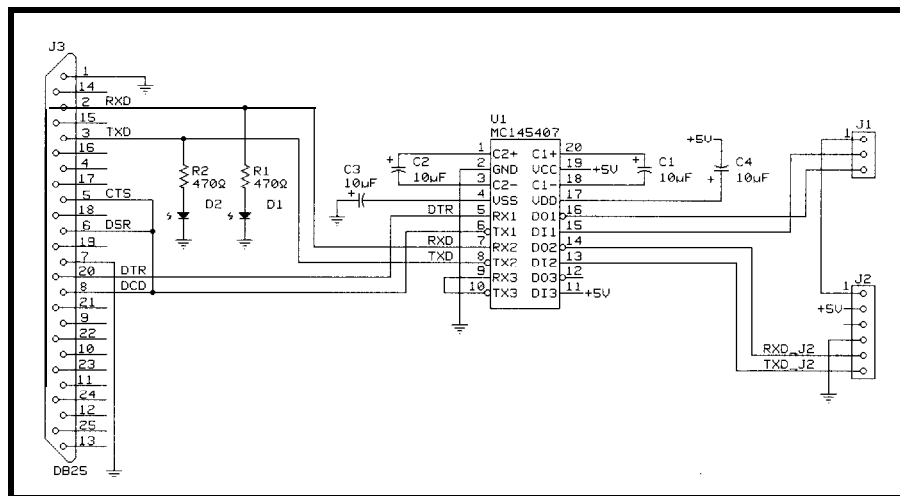 J3
1
14
2 RXD
15
3 TXD
16
4
17
5 CTS
18
6 DSR
19
7
20 DTR
8 DCD
21
9
22
10
23
11
24
12
25
13
DB25
R2
470Ω
D2
R1
470Ω
D1
C3
10µF
C2
10µF
DTR
RXD
TXD
U1
MC145407
1 C2+ C1+ 20
2 GND VCC 19 +5V
3 C2- C1- 18
4 VSS VDD 17
5 RX1 DO1 16
6 TX1 DI1 15
7 RX2 DO2 14
8 TX2 DI2 13
9 RX3 DO3 12
10 TX3 DI3 11 +5V
C1
10µF
+5V
C4
10µF
J1
1
J2
1
+5V
RXD_J2
TXD_J2